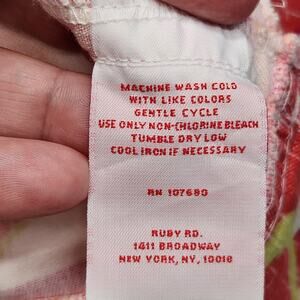 MACHINE WASH COLD
WITH LIKE COLORS
GENTLE CYCLE
USE ONLY NON-CHLORINE BLEACH
TUMBLE DRY LOW
COOL IRON IF NECESSARY
RN 107680
RUBY RD.
1411 BROADWAY
NEW YORK, NY, 10018